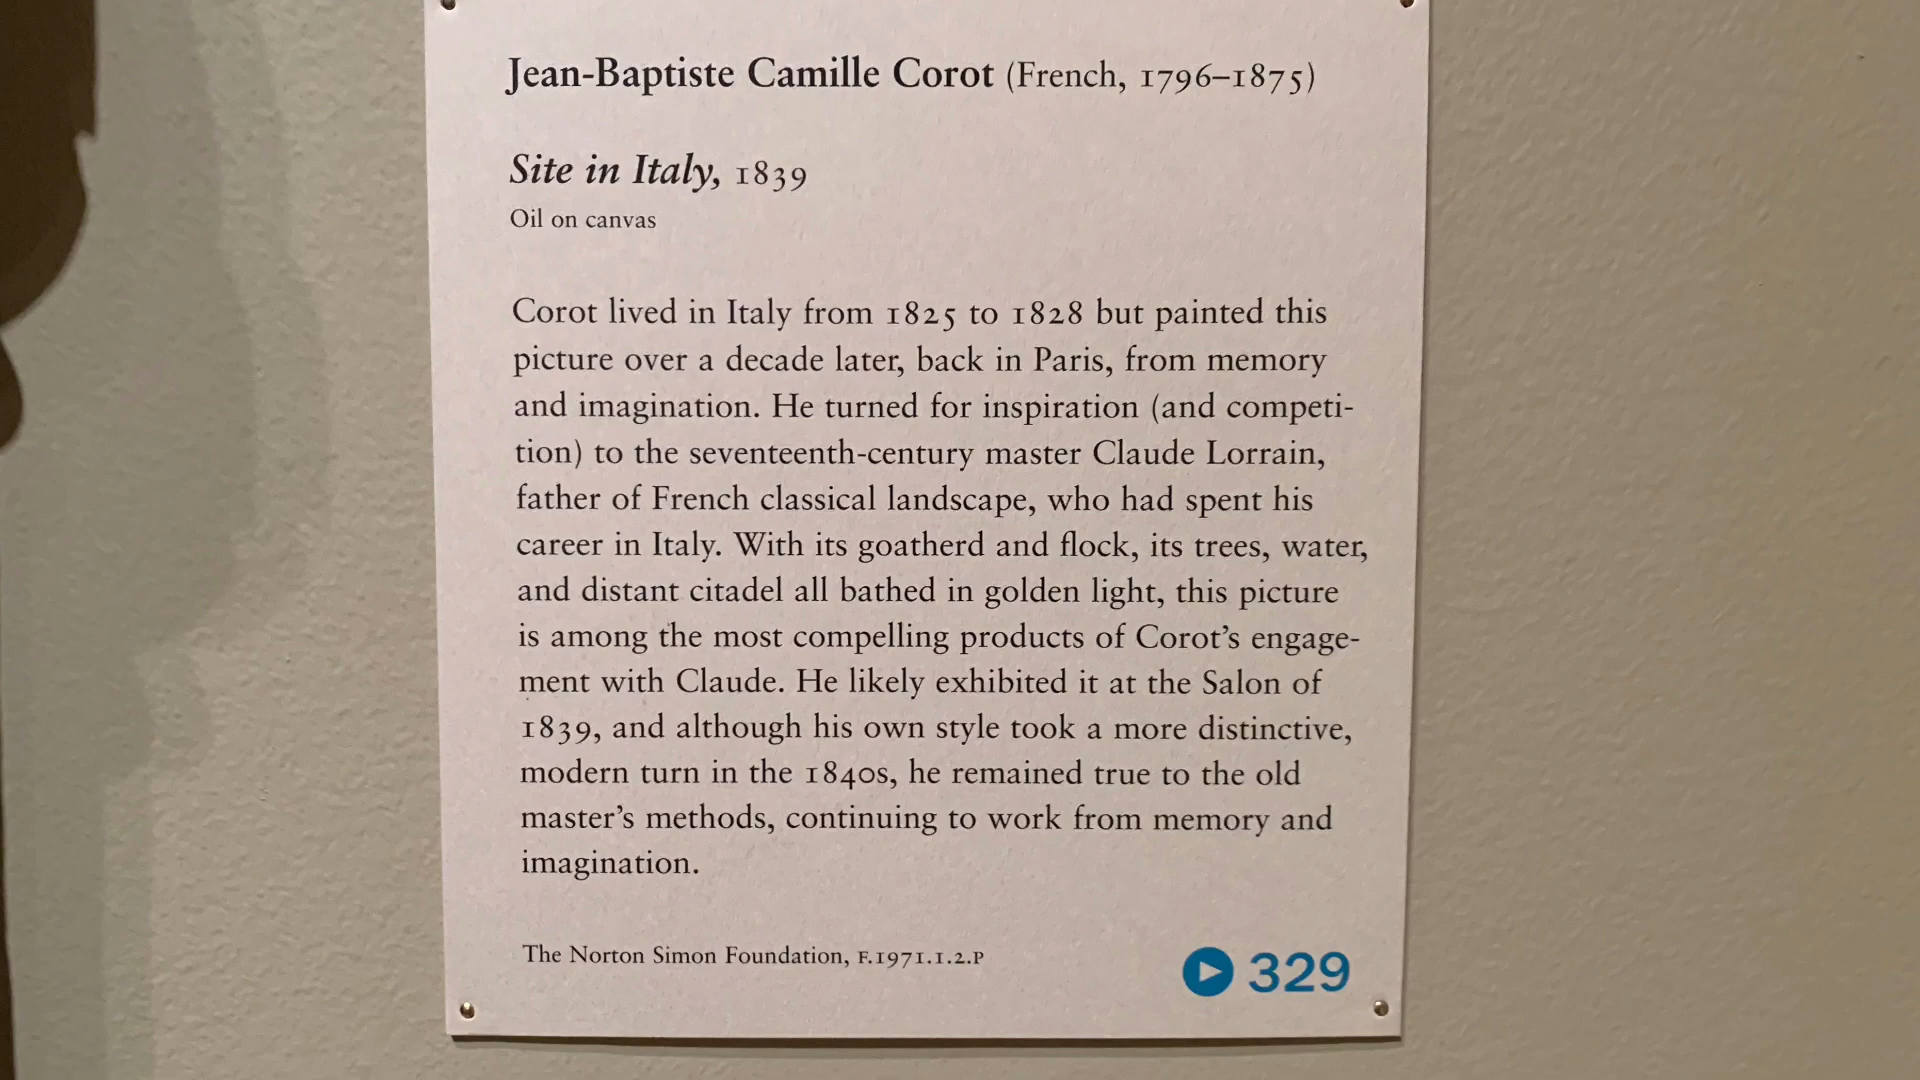 Jean-Baptiste Camille Corot (French, 1796–1875)
Site in Italy, 1839
Oil on canvas
Corot lived in Italy from 1825 to 1828 but painted this
picture over a decade later, back in Paris, from memory
and imagination. He turned for inspiration (and competi-
tion) to the seventeenth-century master Claude Lorrain,
father of French classical landscape, who had spent his
career in Italy. With its goatherd and flock, its trees, water,
and distant citadel all bathed in golden light, this picture
is among the most compelling products of Corot’s engage-
ment with Claude. He likely exhibited it at the Salon of
1839, and although his own style took a more distinctive,
modern turn in the 1840s, he remained true to the old
master’s methods, continuing to work from memory and
imagination.
The Norton Simon Foundation, F.1971.1.2.P
329